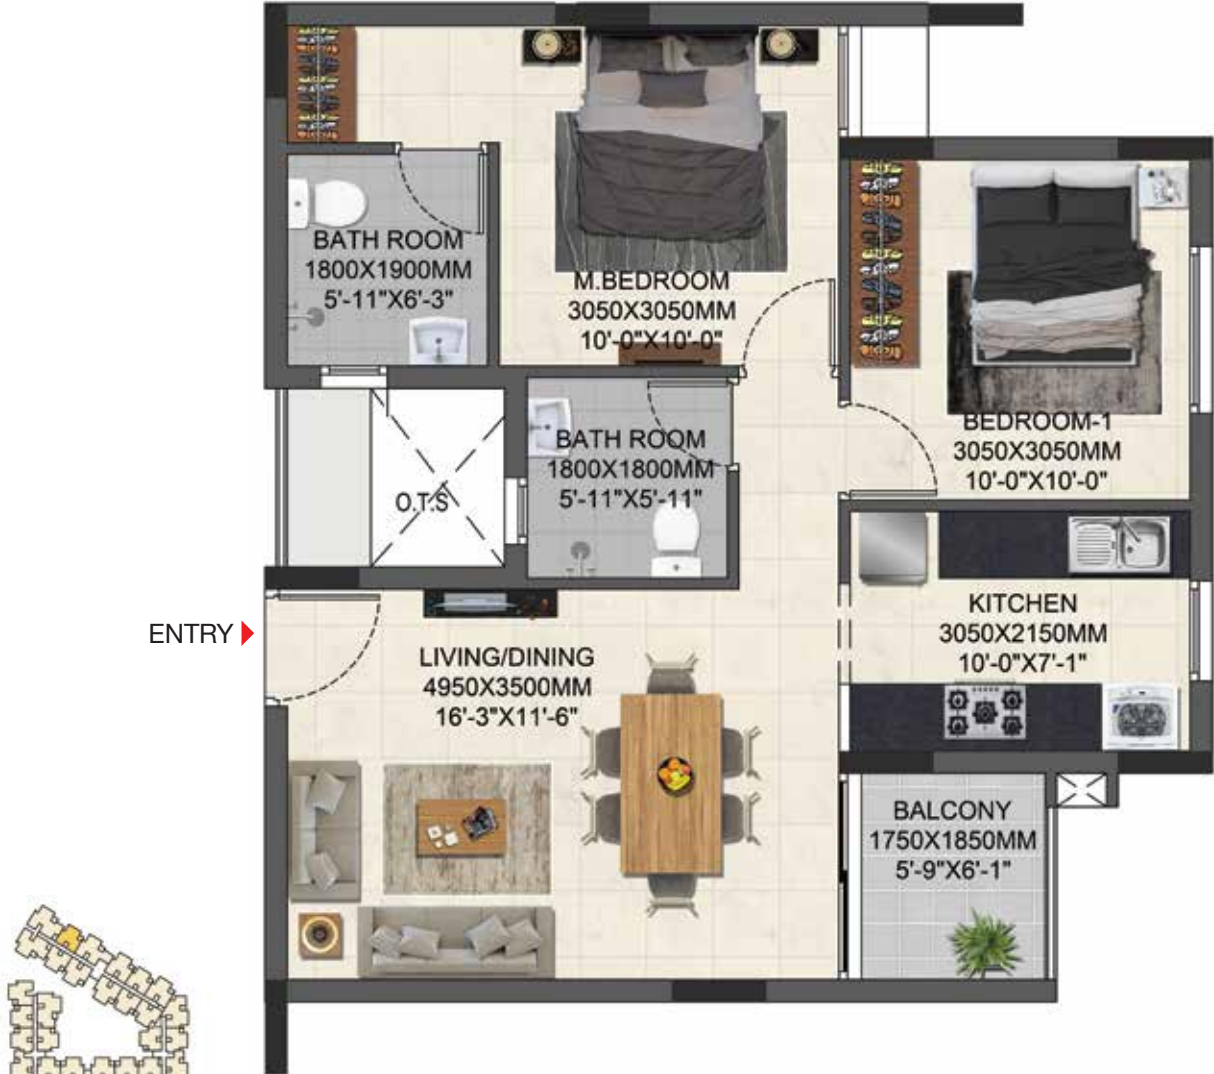 BATH ROOM
1800X1900MM
5'-11"X6'-3"
M.BEDROOM
3050X3050MM
10'-0"X10'-0"
BEDROOM-1
3050X3050MM
10'-0"X10'-0"
BATH ROOM
1800X1800MM
5'-11"X5'-11"
O.T.S
ENTRY
KITCHEN
3050X2150MM
10'-0"X7'-1"
LIVING/DINING
4950X3500MM
16'-3"X11'-6"
BALCONY
1750X1850MM
5'-9"X6'-1"